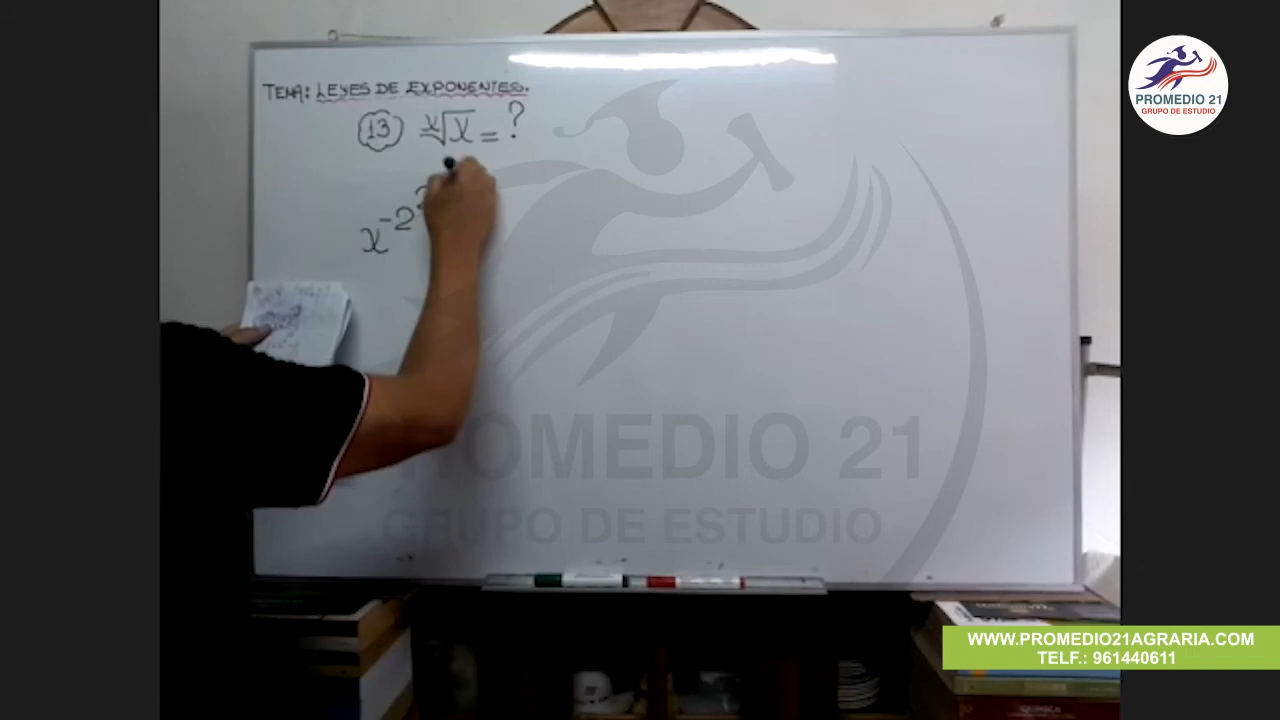 TEMA: LEYES DE EXPONENTES.
13 ˣ√x = ?
x⁻²
PROMEDIO 21
GRUPO DE ESTUDIO
PROMEDIO 21
GRUPO DE ESTUDIO
WWW.PROMEDIO21AGRARIA.COM
TELF.: 961440611
QUÍMICA